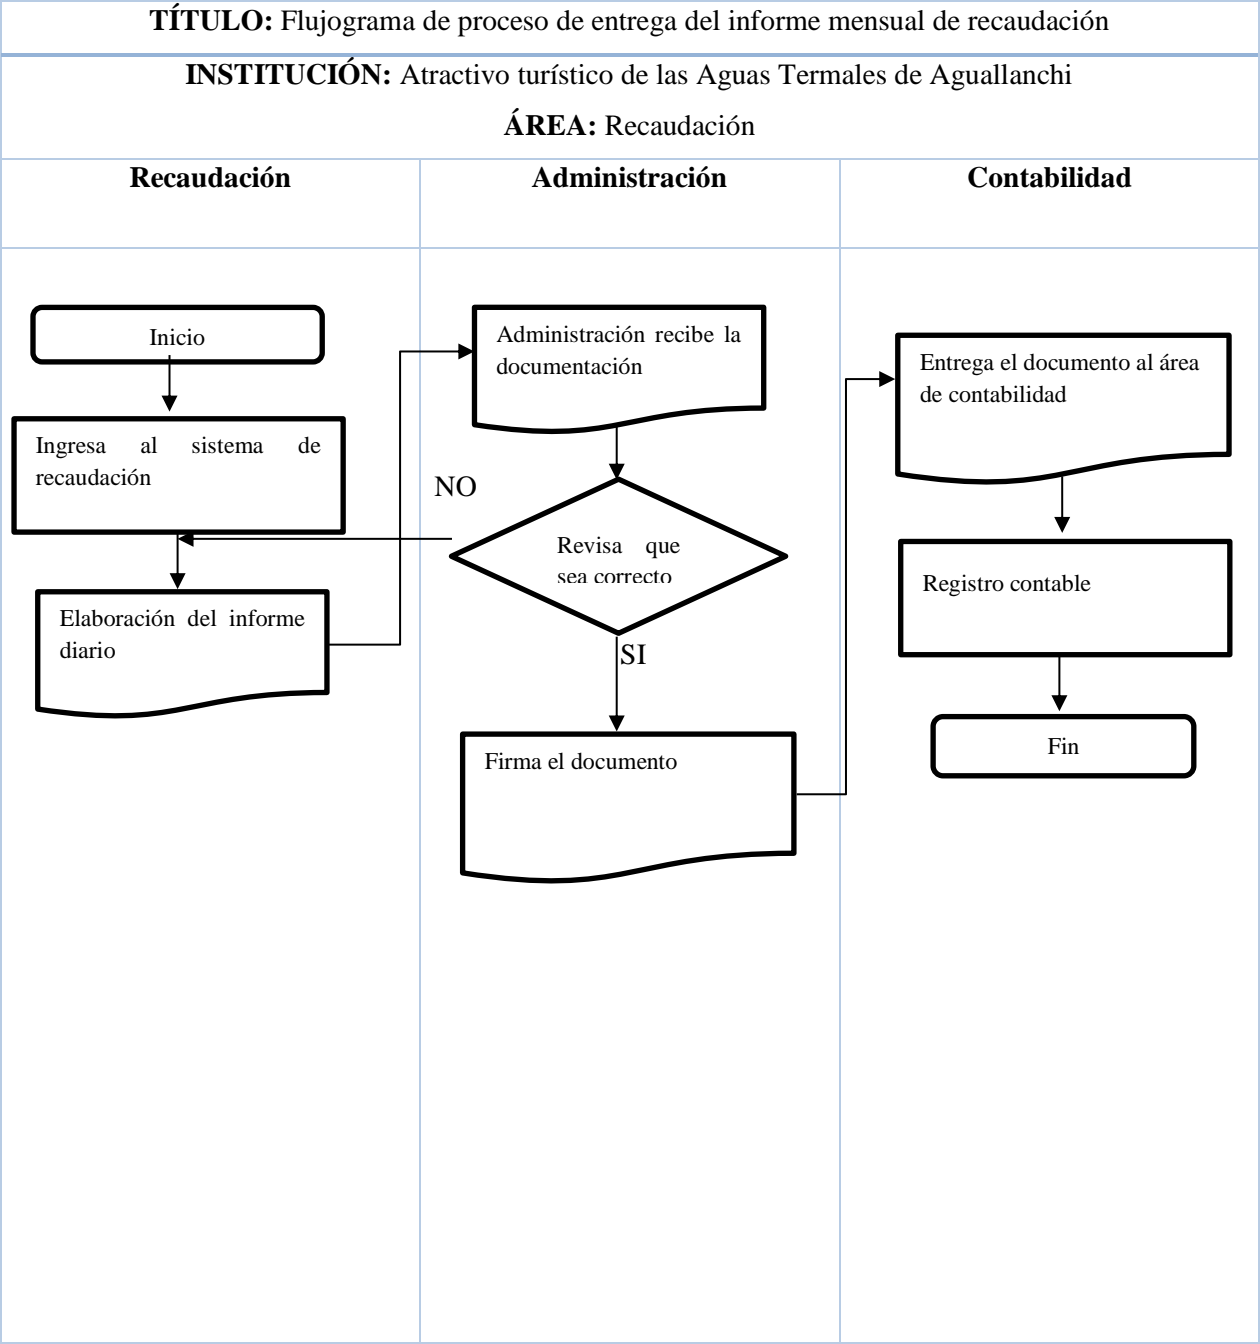 TÍTULO: Flujograma de proceso de entrega del informe mensual de recaudación
INSTITUCIÓN: Atractivo turístico de las Aguas Termales de Aguallanchi
ÁREA: Recaudación
Recaudación
Administración
Contabilidad
Inicio
Ingresa al sistema de
recaudación
Elaboración del informe
diario
Administración recibe la
documentación
NO
Revisa que
sea correcto
SI
Firma el documento
Entrega el documento al área
de contabilidad
Registro contable
Fin